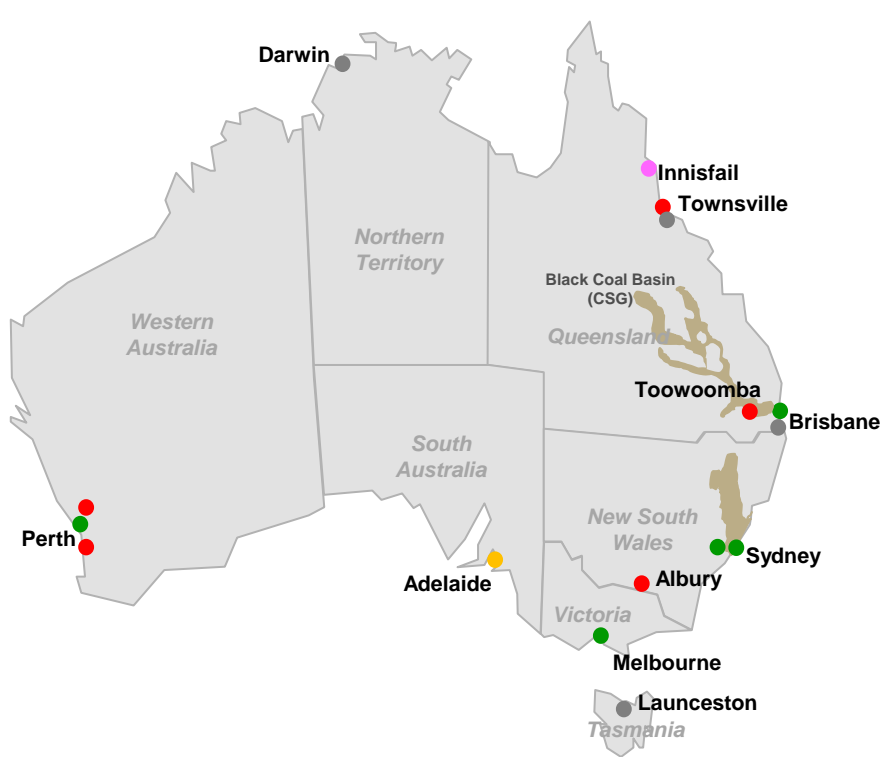 Darwin
Innisfail
Townsville
Northern
Territory
Black Coal Basin
(CSG)
Western
Australia
Queensland
Toowoomba
Brisbane
South
Australia
New South
Wales
Perth
Sydney
Adelaide
Albury
Victoria
Melbourne
Launceston
Tasmania